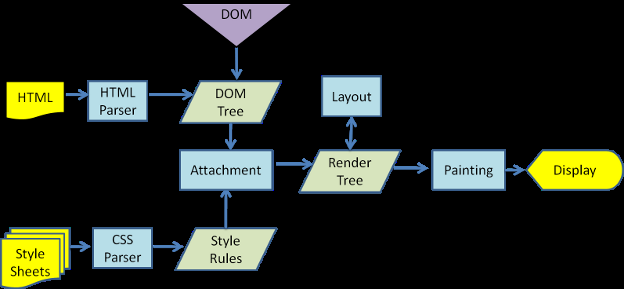 DOM
HTML
HTML
Parser
DOM
Tree
Layout
Attachment
Render
Tree
Painting
Display
Style
Sheets
CSS
Parser
Style
Rules